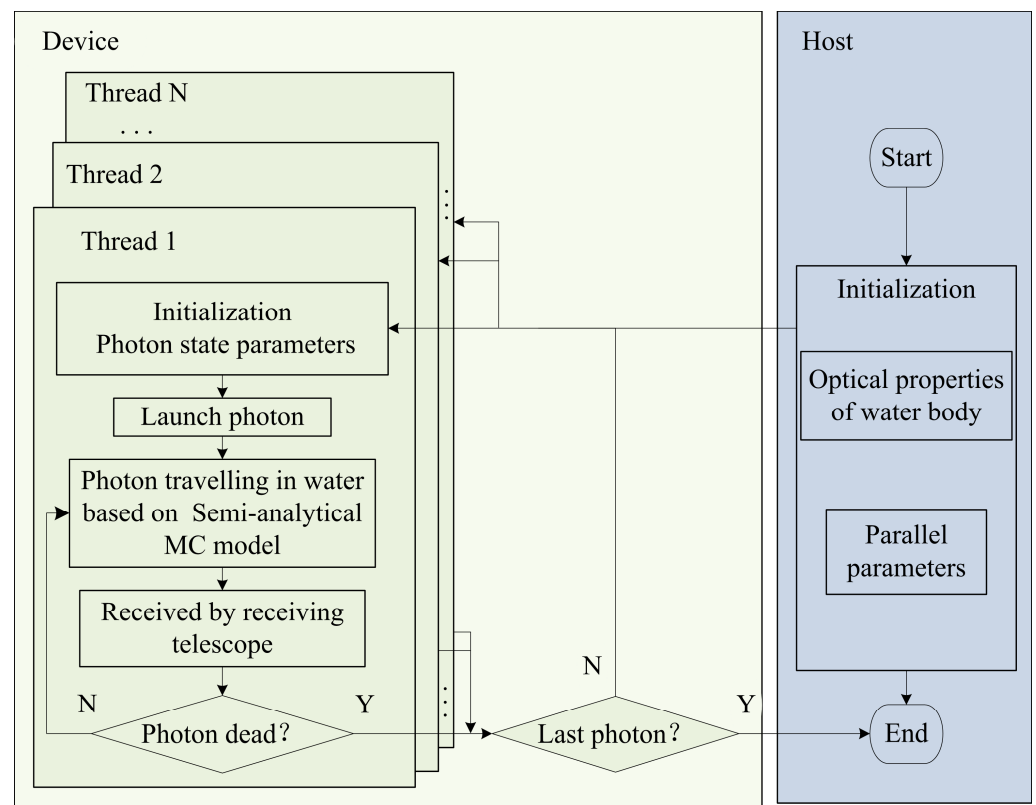 Device
Thread N
. . .
Thread 2
Thread 1
Initialization
Photon state parameters
Launch photon
Photon travelling in water
based on Semi-analytical
MC model
Received by receiving
telescope
N
Photon dead?
Y
N
Last photon?
Y
Host
Start
Initialization
Optical properties
of water body
Parallel
parameters
End